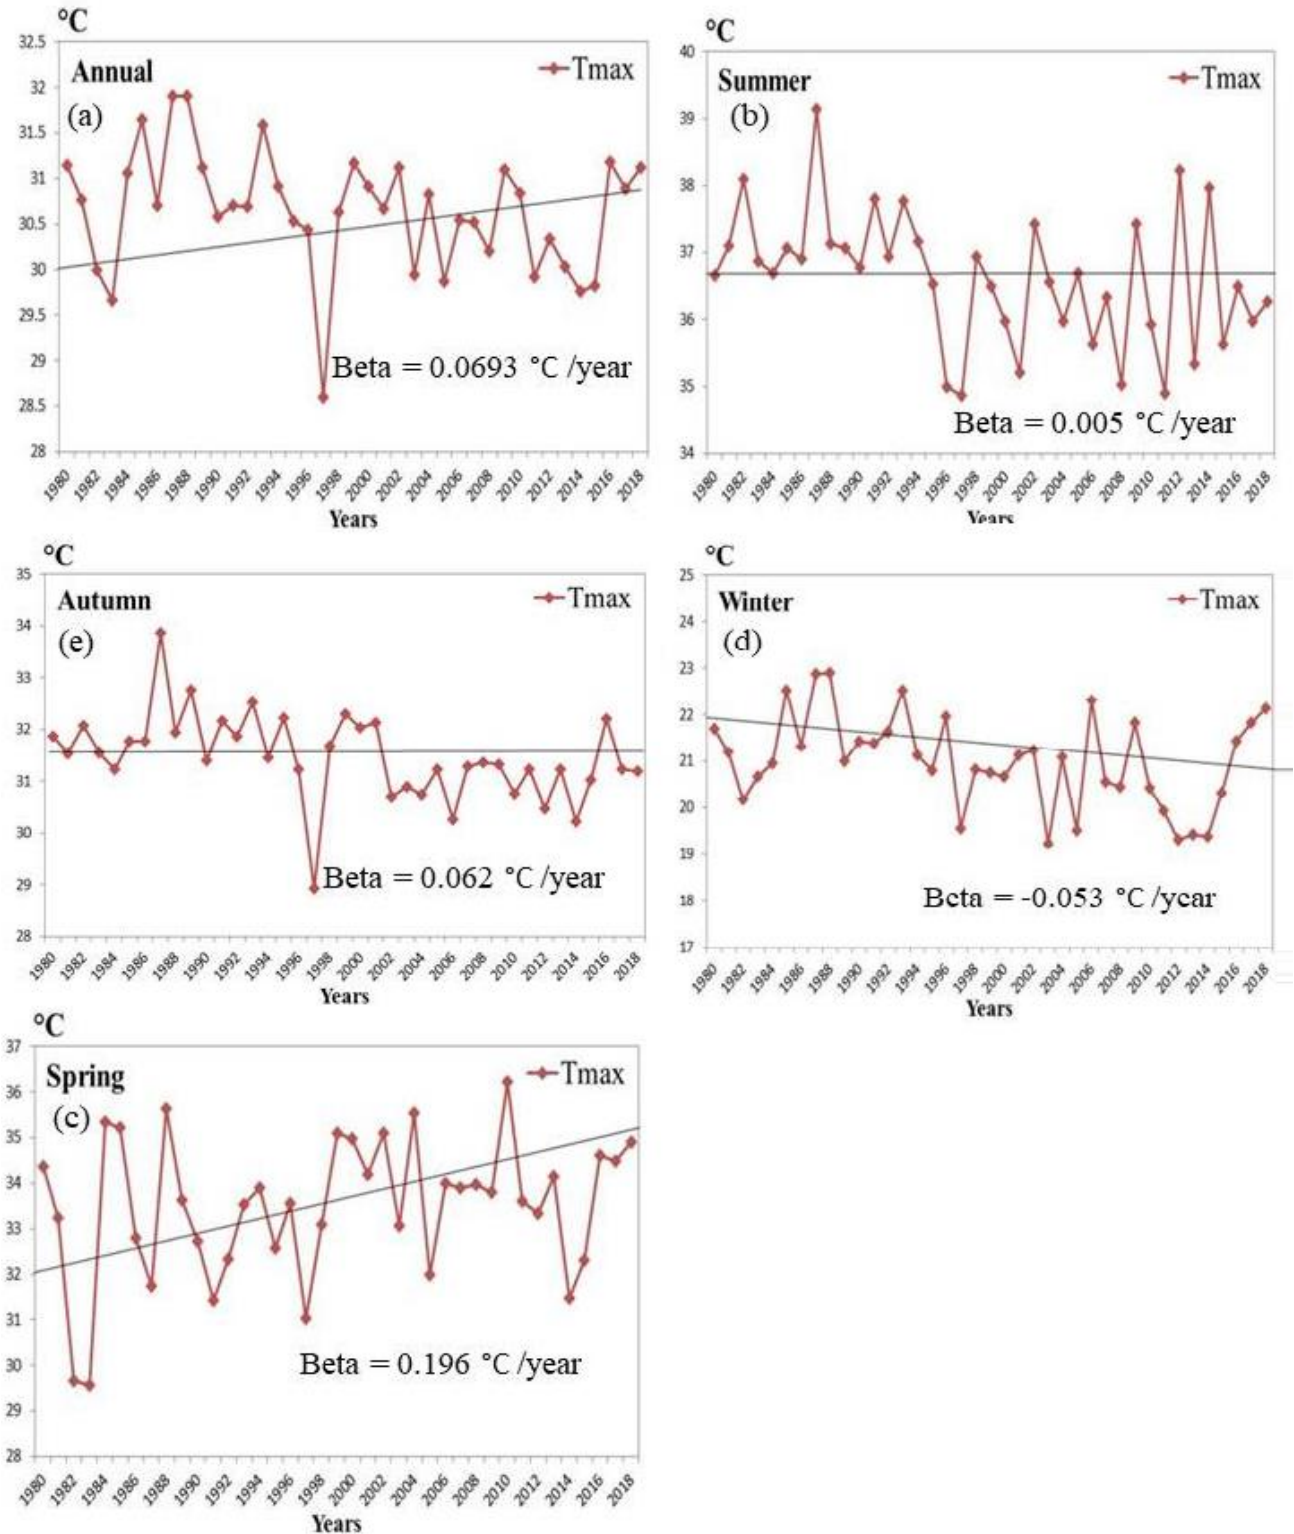 °C
32.5
32
31.5
31
30.5
30
29.5
29
28.5
28
Annual
(a)
Tmax
Beta = 0.0693 °C /year
1980 1982 1984 1986 1988 1990 1992 1994 1996 1998 2000 2002 2004 2006 2008 2010 2012 2014 2016 2018
Years
°C
40
39
38
37
36
35
34
Summer
(b)
Tmax
Beta = 0.005 °C /year
1980 1982 1984 1986 1988 1990 1992 1994 1996 1998 2000 2002 2004 2006 2008 2010 2012 2014 2016 2018
Years
°C
35
34
33
32
31
30
29
28
Autumn
(e)
Tmax
Beta = 0.062 °C /year
1980 1982 1984 1986 1988 1990 1992 1994 1996 1998 2000 2002 2004 2006 2008 2010 2012 2014 2016 2018
Years
°C
25
24
23
22
21
20
19
18
17
Winter
(d)
Tmax
Beta = -0.053 °C /year
1980 1982 1984 1986 1988 1990 1992 1994 1996 1998 2000 2002 2004 2006 2008 2010 2012 2014 2016 2018
Years
°C
37
36
35
34
33
32
31
30
29
28
Spring
(c)
Tmax
Beta = 0.196 °C /year
1980 1982 1984 1986 1988 1990 1992 1994 1996 1998 2000 2002 2004 2006 2008 2010 2012 2014 2016 2018
Years